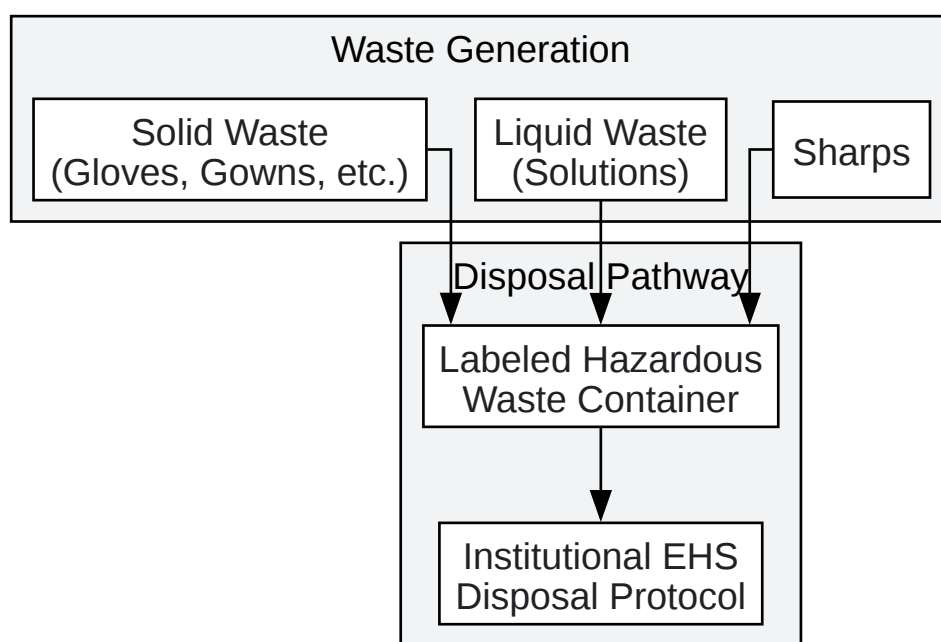 Waste Generation
Solid Waste
(Gloves, Gowns, etc.)
Liquid Waste
(Solutions)
Sharps
Disposal Pathway
Labeled Hazardous
Waste Container
Institutional EHS
Disposal Protocol